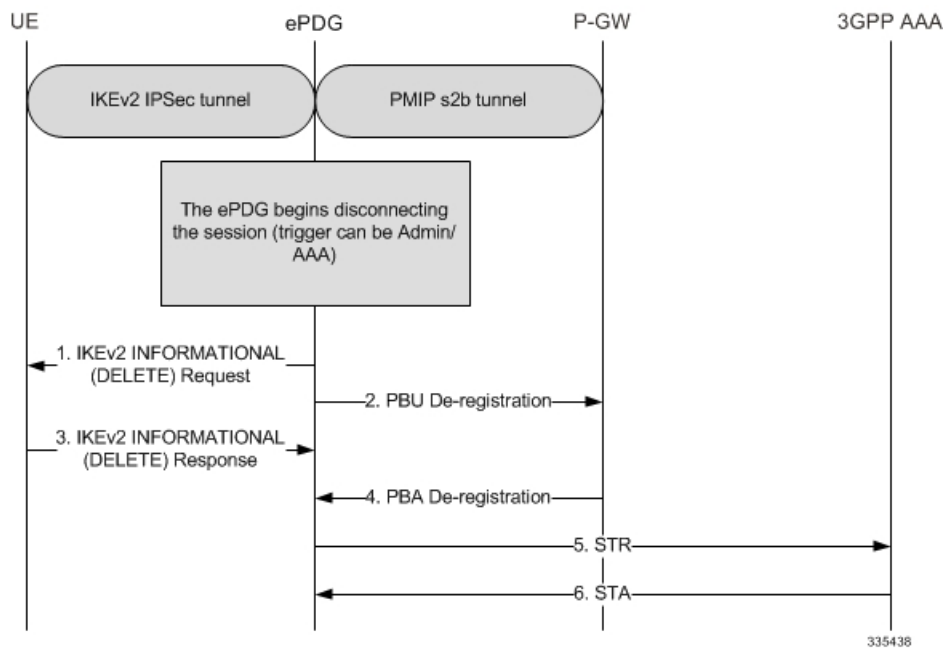 UE
ePDG
P-GW
3GPP AAA
IKEv2 IPSec tunnel
PMIP s2b tunnel
The ePDG begins disconnecting
the session (trigger can be Admin/
AAA)
1. IKEv2 INFORMATIONAL
(DELETE) Request
2. PBU De-registration
3. IKEv2 INFORMATIONAL
(DELETE) Response
4. PBA De-registration
5. STR
6. STA
335438